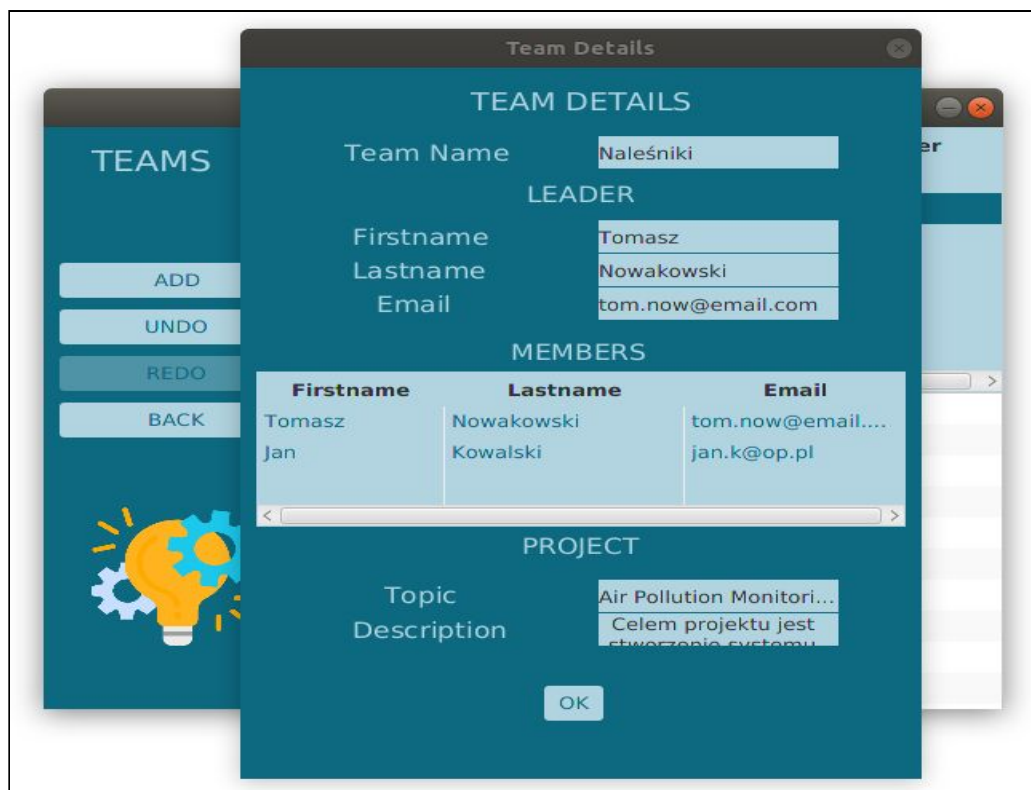 Team Details
TEAM DETAILS
Team Name Naleśniki
LEADER
Firstname Tomasz
Lastname Nowakowski
Email tom.now@email.com
MEMBERS
Firstname Lastname Email
Tomasz Nowakowski tom.now@email....
Jan Kowalski jan.k@op.pl
PROJECT
Topic Air Pollution Monitori...
Description Celem projektu jest
stworzenie systemu
OK
TEAMS
ADD
UNDO
REDO
BACK
er